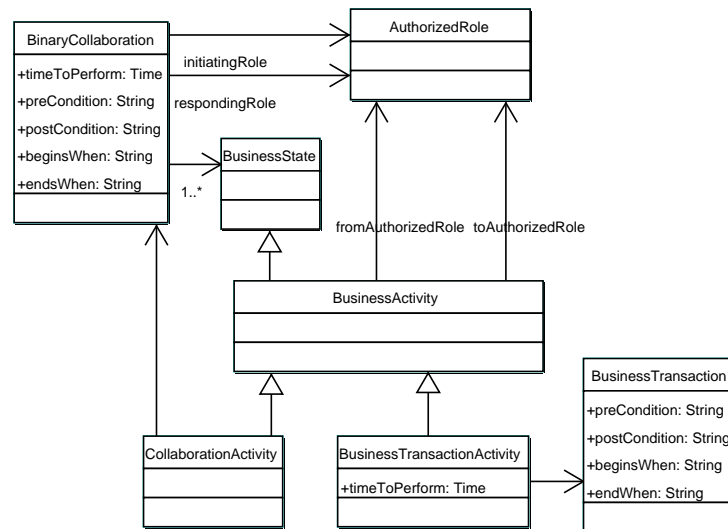 BinaryCollaboration
+timeToPerform: Time
+preCondition: String
+postCondition: String
+beginsWhen: String
+endsWhen: String
AuthorizedRole
initiatingRole
respondingRole
BusinessState
1..*
fromAuthorizedRole
toAuthorizedRole
BusinessActivity
CollaborationActivity
BusinessTransactionActivity
+timeToPerform: Time
BusinessTransaction
+preCondition: String
+postCondition: String
+beginsWhen: String
+endWhen: String